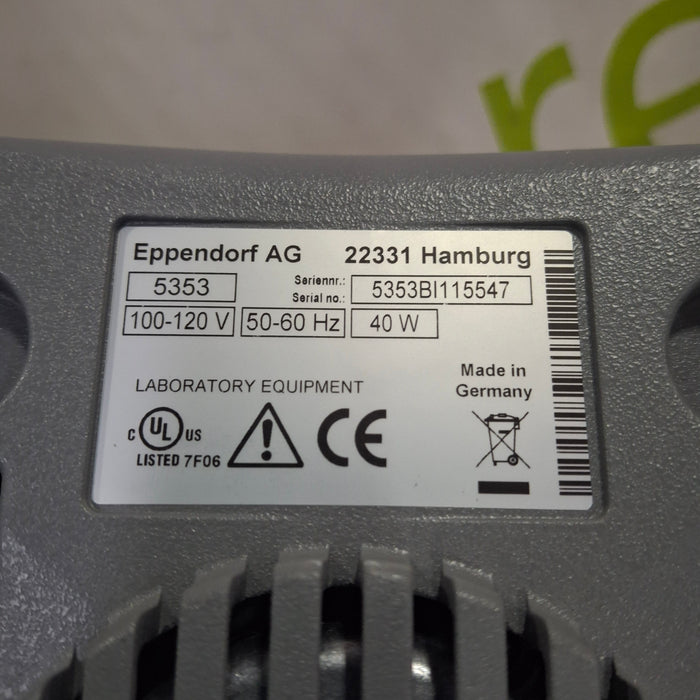 re
Eppendorf AG 22331 Hamburg
5353 Seriennr.: Serial no.: 5353BI115547
100-120 V 50-60 Hz 40 W
LABORATORY EQUIPMENT
Made in
Germany
C UL US
LISTED 7F06
CE